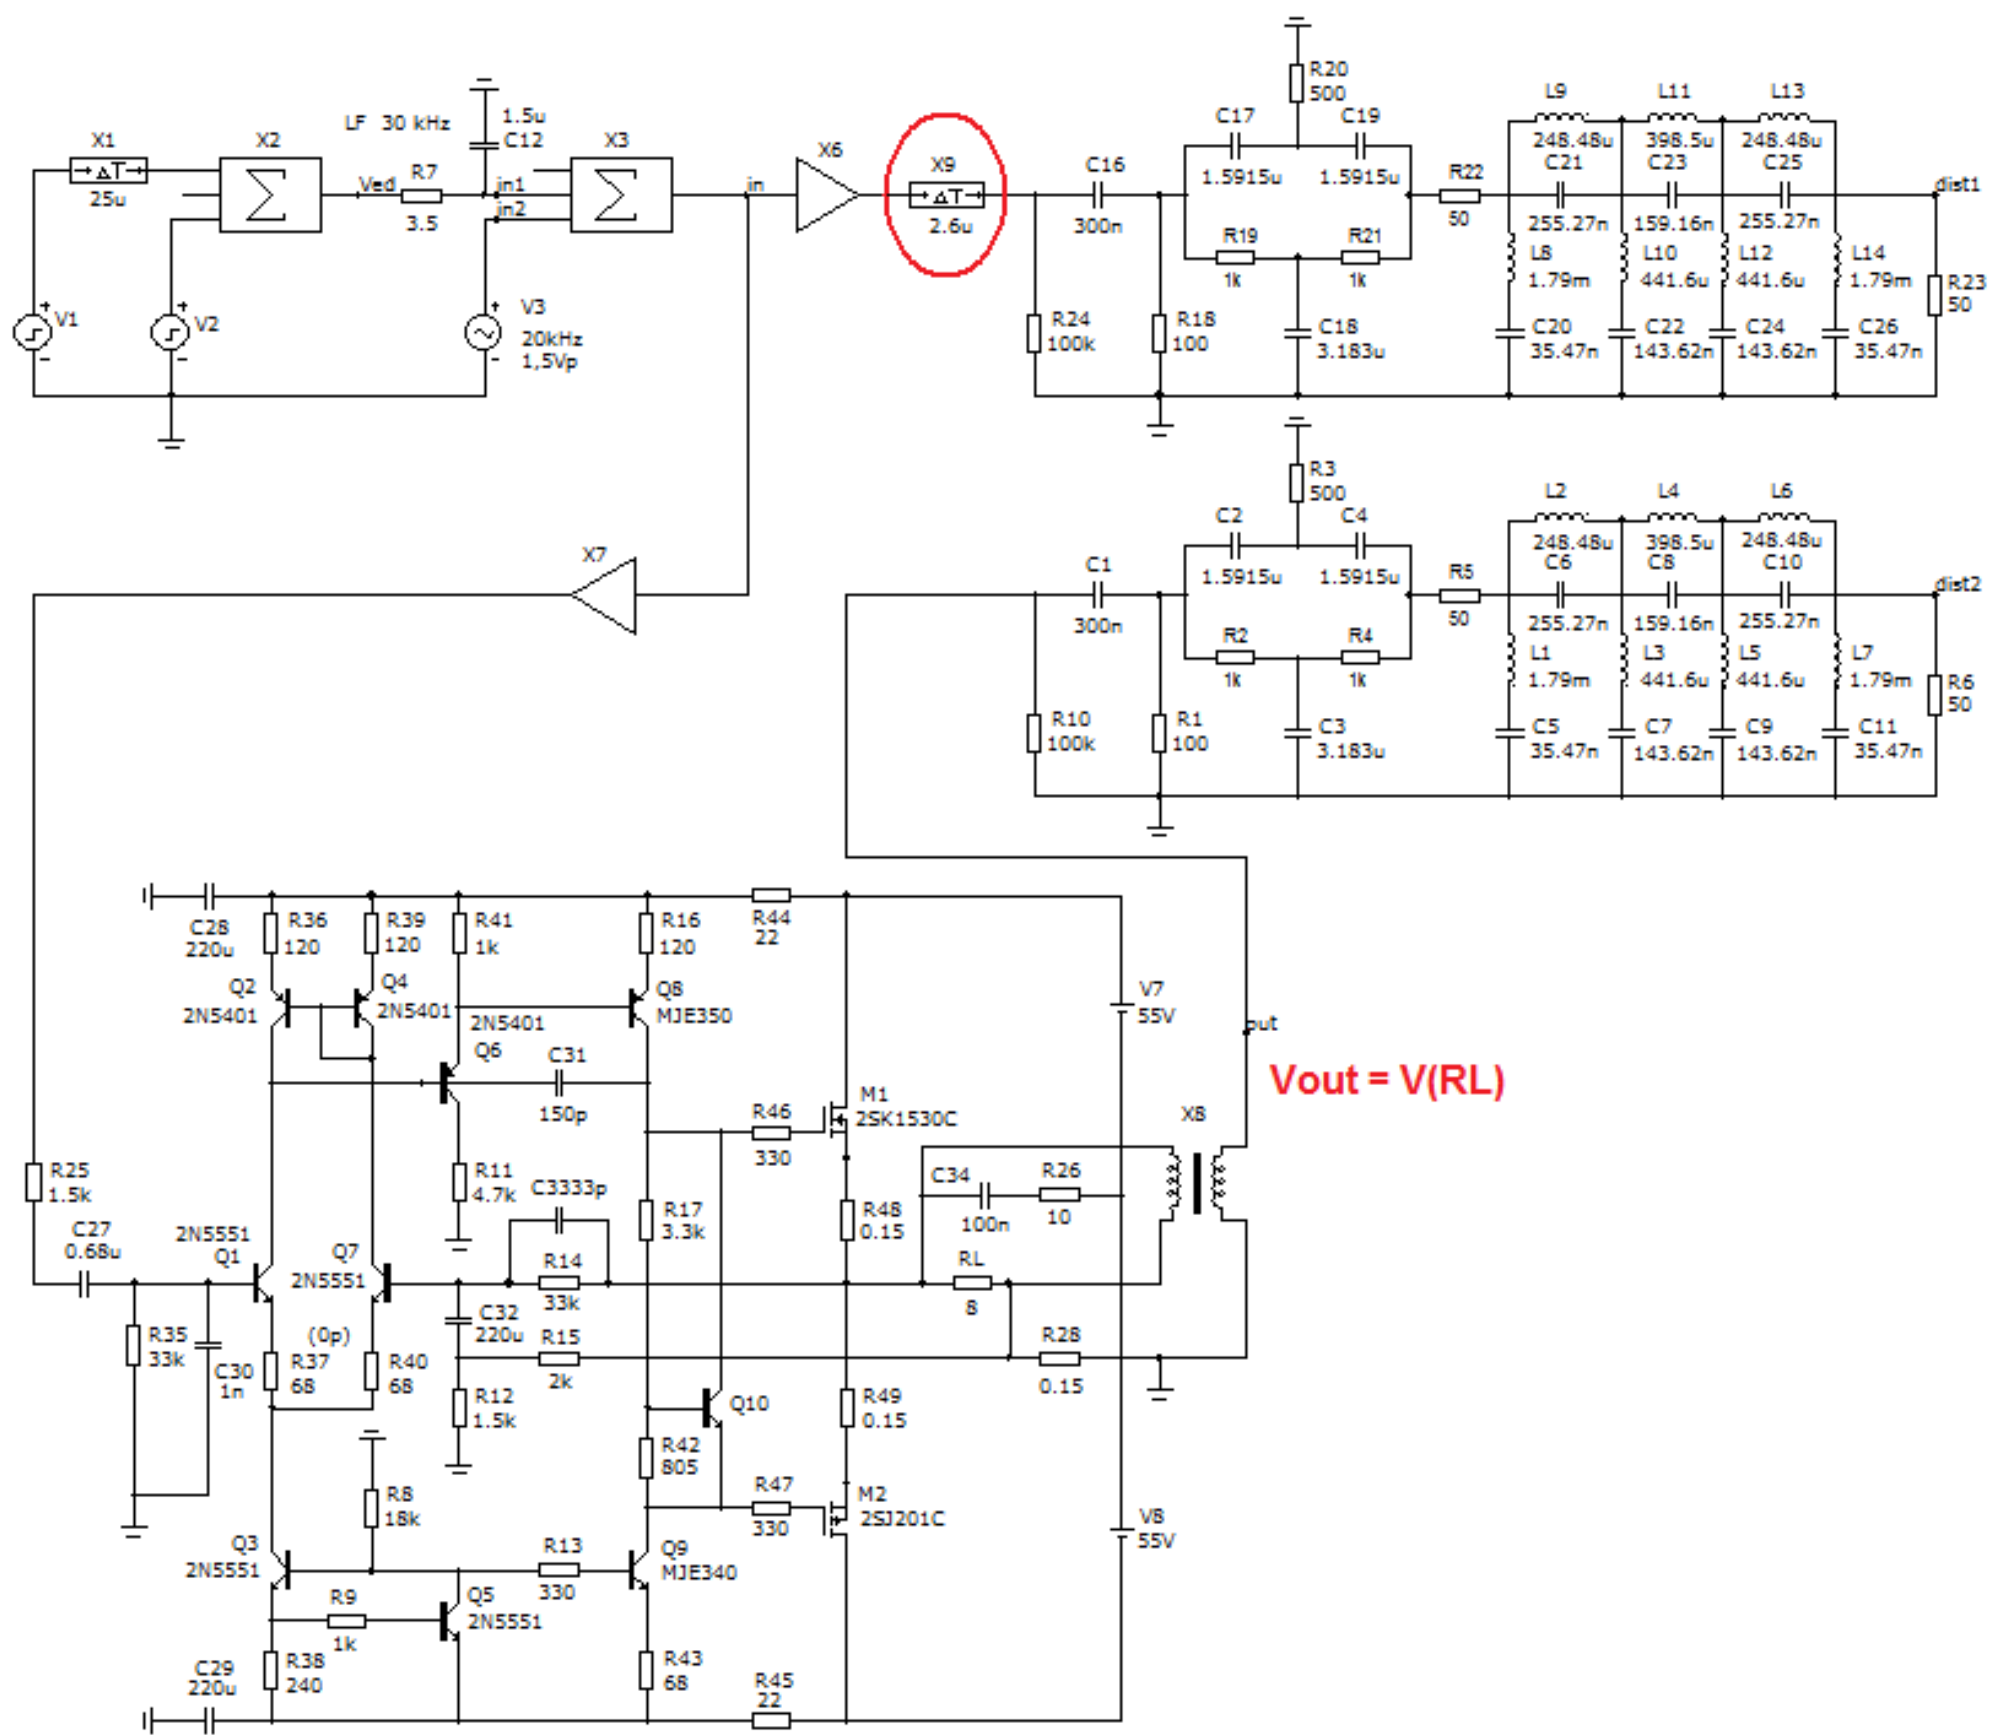 X1
25u
V1
X2
V2
LF 30 kHz
Ved
R7
3.5
1.5u
C12
in1
in2
X3
V3
20kHz
1,5Vp
in
X6
X9
2.6u
C16
300n
R24
100k
R18
100
R20
500
C17
1.5915u
C19
1.5915u
R19
1k
R21
1k
C18
3.183u
R22
50
L9
248.48u
C21
255.27n
L11
398.5u
C23
159.16n
L13
248.48u
C25
255.27n
L8
1.79m
L10
441.6u
L12
441.6u
L14
1.79m
C20
35.47n
C22
143.62n
C24
143.62n
C26
35.47n
dist1
R23
50
X7
C1
300n
R10
100k
R1
100
R3
500
C2
1.5915u
C4
1.5915u
R2
1k
R4
1k
C3
3.183u
R5
50
L2
248.48u
C6
255.27n
L4
398.5u
C8
159.16n
L6
248.48u
C10
255.27n
L1
1.79m
L3
441.6u
L5
441.6u
L7
1.79m
C5
35.47n
C7
143.62n
C9
143.62n
C11
35.47n
dist2
R6
50
C28
220u
R36
120
R39
120
R41
1k
R16
120
R44
22
Q2
2N5401
Q4
2N5401
2N5401
Q6
Q8
MJE350
V7
55V
out
Vout = V(RL)
C31
150p
R46
330
M1
2SK1530C
X8
R25
1.5k
C27
0.68u
2N5551
Q1
Q7
2N5551
R11
4.7k
C3333p
R14
33k
R17
3.3k
R48
0.15
C34
100n
R26
10
RL
8
R35
33k
C30
1n
(0p)
R37
68
R40
68
C32
220u
R15
2k
R12
1.5k
R28
0.15
Q10
R49
0.15
R42
805
R8
18k
R47
330
M2
2SJ201C
V8
55V
Q3
2N5551
R9
1k
Q5
2N5551
R13
330
Q9
MJE340
C29
220u
R38
240
R43
68
R45
22